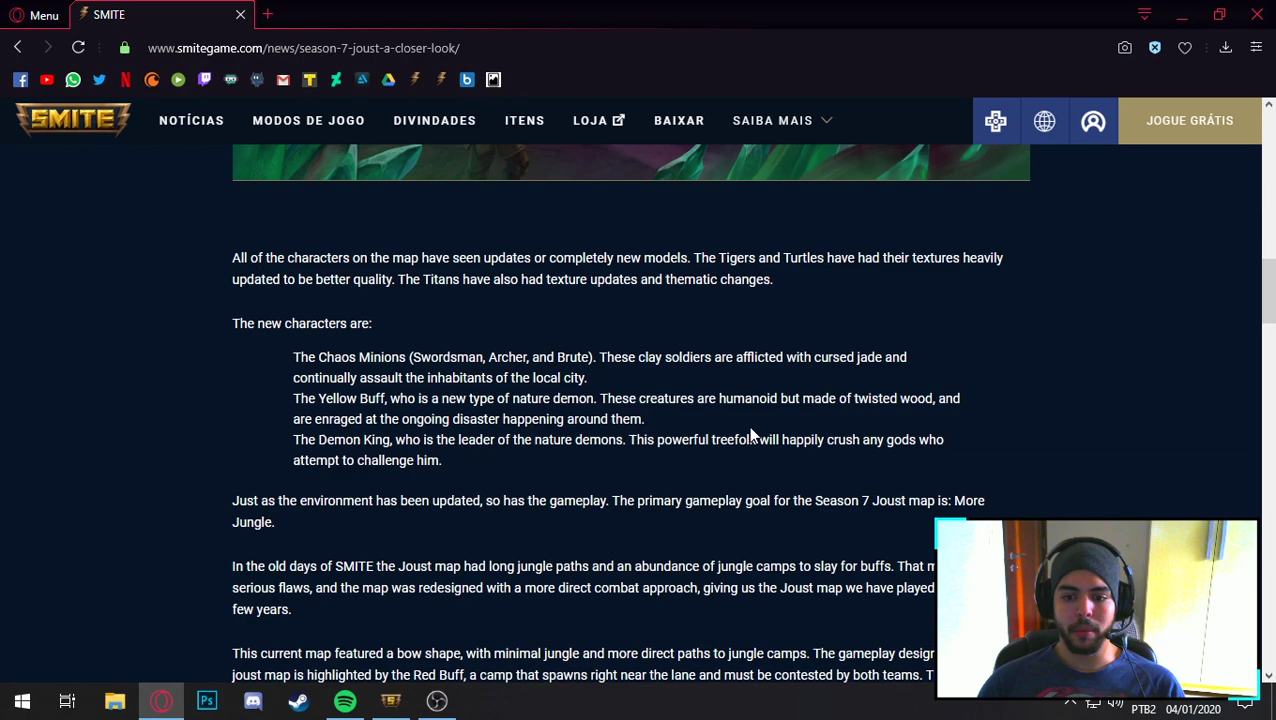 Menu
SMITE
www.smitegame.com/news/season-7-joust-a-closer-look/
SMITE
NOTÍCIAS
MODOS DE JOGO
DIVINDADES
ITENS
LOJA
BAIXAR
SAIBA MAIS
JOGUE GRÁTIS
All of the characters on the map have seen updates or completely new models. The Tigers and Turtles have had their textures heavily
updated to be better quality. The Titans have also had texture updates and thematic changes.
The new characters are:
The Chaos Minions (Swordsman, Archer, and Brute). These clay soldiers are afflicted with cursed jade and
continually assault the inhabitants of the local city.
The Yellow Buff, who is a new type of nature demon. These creatures are humanoid but made of twisted wood, and
are enraged at the ongoing disaster happening around them.
The Demon King, who is the leader of the nature demons. This powerful treefolk will happily crush any gods who
attempt to challenge him.
Just as the environment has been updated, so has the gameplay. The primary gameplay goal for the Season 7 Joust map is: More
Jungle.
In the old days of SMITE the Joust map had long jungle paths and an abundance of jungle camps to slay for buffs. That m
serious flaws, and the map was redesigned with a more direct combat approach, giving us the Joust map we have played
few years.
This current map featured a bow shape, with minimal jungle and more direct paths to jungle camps. The gameplay desig
joust map is highlighted by the Red Buff, a camp that spawns right near the lane and must be contested by both teams. T
PTB2
04/01/2020